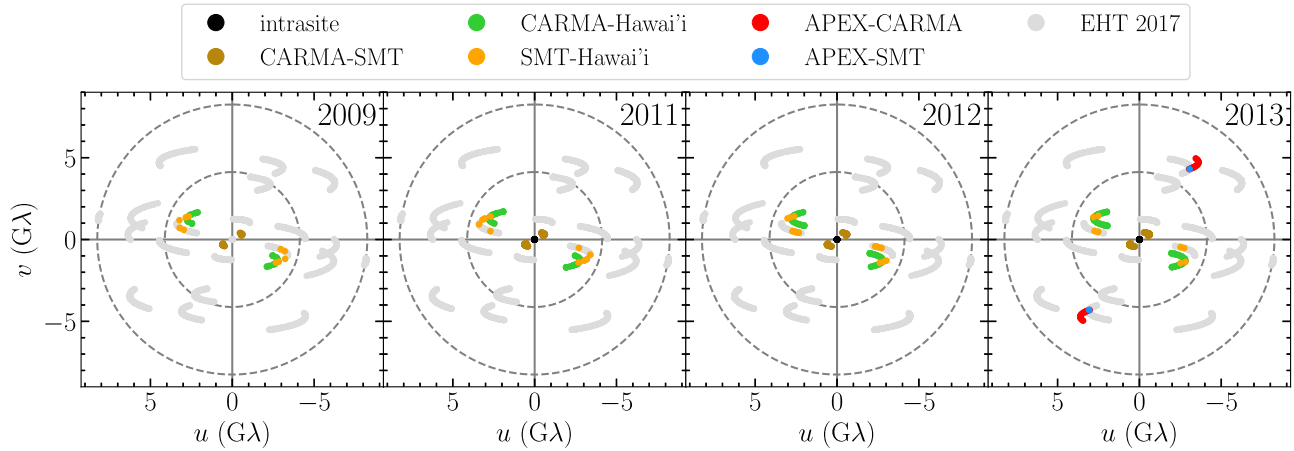 intrasite CARMA-Hawai'i APEX-CARMA EHT 2017
CARMA-SMT SMT-Hawai'i APEX-SMT
2009 2011 2012 2013
5
0
−5
v (Gλ)
5 0 −5 5 0 −5 5 0 −5 5 0 −5
u (Gλ) u (Gλ) u (Gλ) u (Gλ)